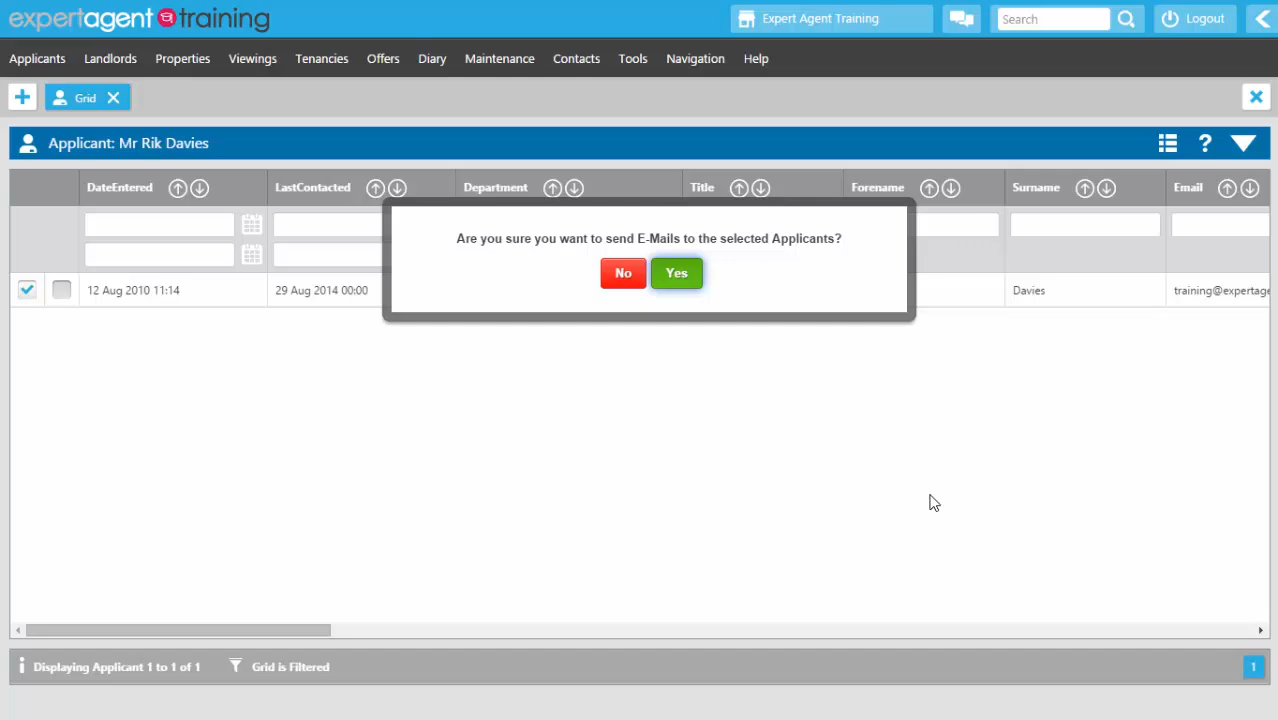 expertagent training
Expert Agent Training
Search
Logout
Applicants Landlords Properties Viewings Tenancies Offers Diary Maintenance Contacts Tools Navigation Help
Grid
Applicant: Mr Rik Davies
?
DateEntered LastContacted Department Title Forename Surname Email
Are you sure you want to send E-Mails to the selected Applicants?
No Yes
12 Aug 2010 11:14 29 Aug 2014 00:00 Davies training@expertage
Displaying Applicant 1 to 1 of 1 Grid is Filtered 1